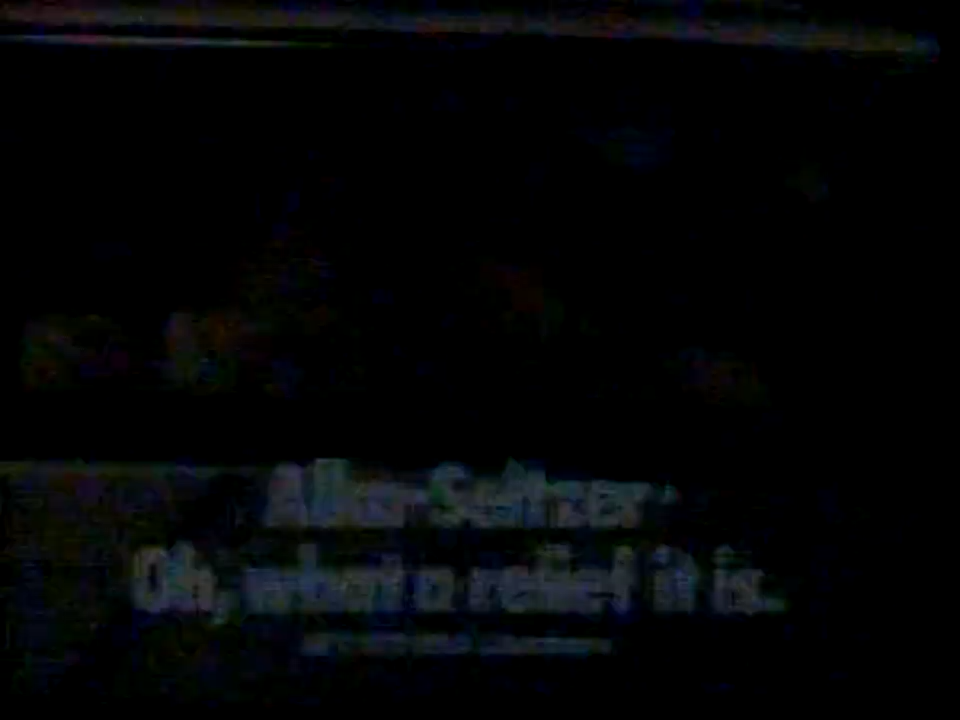 Alka-Seltzer
Oh, what a relief it is.